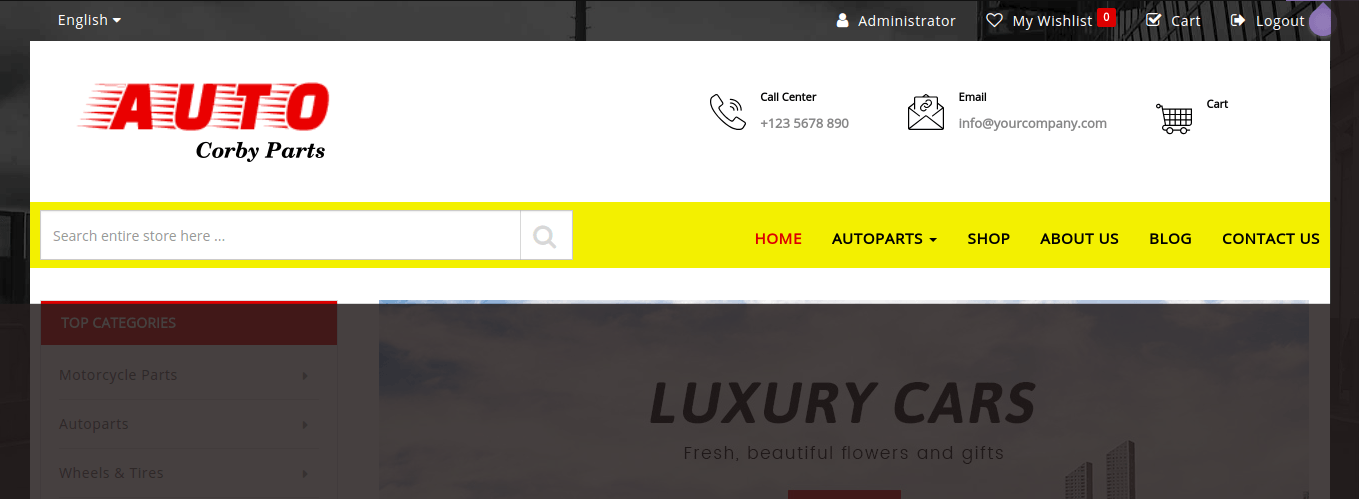 English
Administrator
My Wishlist 0
Cart
Logout
AUTO
Corby Parts
Call Center
+123 5678 890
Email
info@yourcompany.com
Cart
Search entire store here ...
HOME AUTOPARTS SHOP ABOUT US BLOG CONTACT US
TOP CATEGORIES
Motorcycle Parts
Autoparts
Wheels & Tires
LUXURY CARS
Fresh, beautiful flowers and gifts